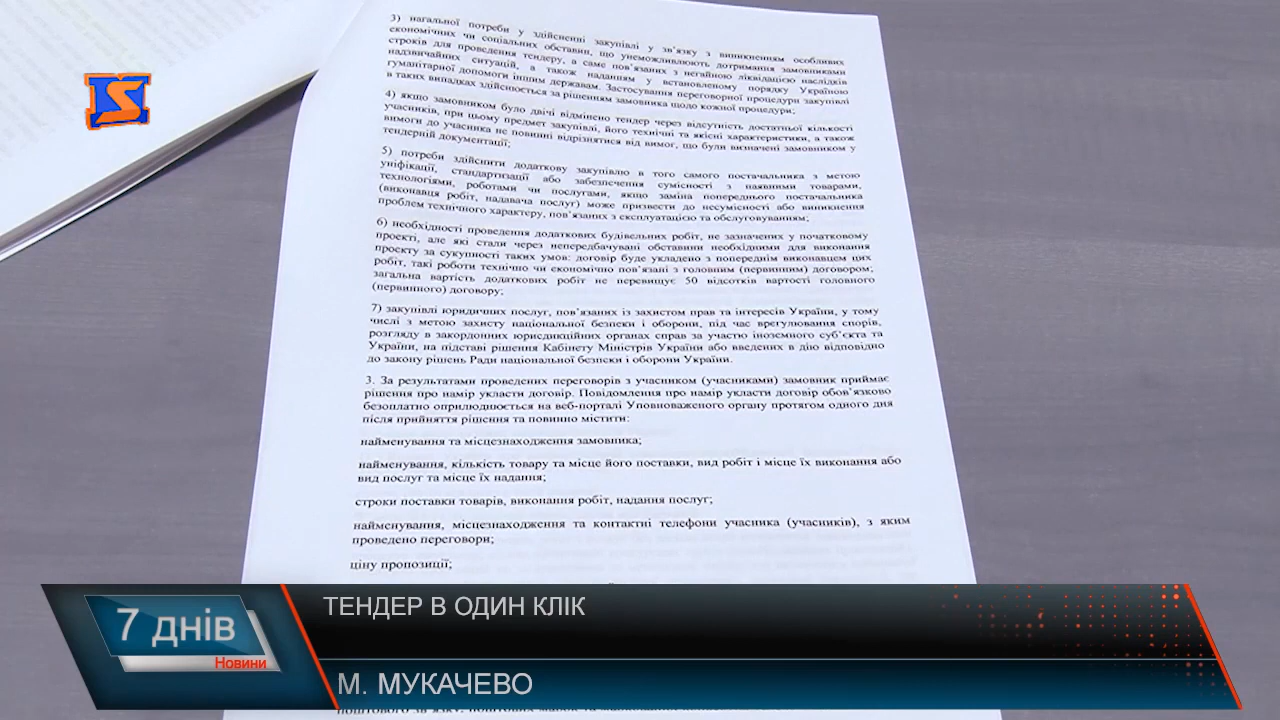 3) нагальної потреби у здійсненні закупівлі у зв'язку з виникненням особливих
економічних чи соціальних обставин, що унеможливлюють дотримання замовниками
строків для проведення тендеру, а саме пов'язаних з негайною ліквідацією наслідків
надзвичайних ситуацій, а також наданням у встановленому порядку Україною
гуманітарної допомоги іншим державам. Застосування переговорної процедури закупівлі
в таких випадках здійснюється за рішенням замовника щодо кожної процедури;
4) якщо замовником було двічі відмінено тендер через відсутність достатньої кількості
учасників, при цьому предмет закупівлі, його технічні та якісні характеристики, а також
вимоги до учасника не повинні відрізнятися від вимог, що були визначені замовником у
тендерній документації;
5) потреби здійснити додаткову закупівлю в того самого постачальника з метою
уніфікації, стандартизації або забезпечення сумісності з наявними товарами,
технологіями, роботами чи послугами, якщо заміна попереднього постачальника
(виконавця робіт, надавача послуг) може призвести до несумісності або виникнення
проблем технічного характеру, пов'язаних з експлуатацією та обслуговуванням;
6) необхідності проведення додаткових будівельних робіт, не зазначених у початковому
проекті, але які стали через непередбачувані обставини необхідними для виконання
проекту за сукупності таких умов: договір буде укладено з попереднім виконавцем цих
робіт, такі роботи технічно чи економічно пов'язані з головним (первинним) договором;
загальна вартість додаткових робіт не перевищує 50 відсотків вартості головного
(первинного) договору;
7) закупівлі юридичних послуг, пов'язаних із захистом прав та інтересів України, у тому
числі з метою захисту національної безпеки і оборони, під час врегулювання спорів,
розгляду в закордонних юрисдикційних органах справ за участю іноземного суб'єкта та
України, на підставі рішення Кабінету Міністрів України або введених в дію відповідно
до закону рішень Ради національної безпеки і оборони України.
3. За результатами проведених переговорів з учасником (учасниками) замовник приймає
рішення про намір укласти договір. Повідомлення про намір укласти договір обов'язково
безоплатно оприлюднюється на веб-порталі Уповноваженого органу протягом одного дня
після прийняття рішення та повинно містити:
найменування та місцезнаходження замовника;
найменування, кількість товару та місце його поставки, вид робіт і місце їх виконання або
вид послуг та місце їх надання;
строки поставки товарів, виконання робіт, надання послуг;
найменування, місцезнаходження та контактні телефони учасника (учасників), з яким
проведено переговори;
ціну пропозиції;
ТЕНДЕР В ОДИН КЛІК
7 днів
Новини
М. МУКАЧЕВО